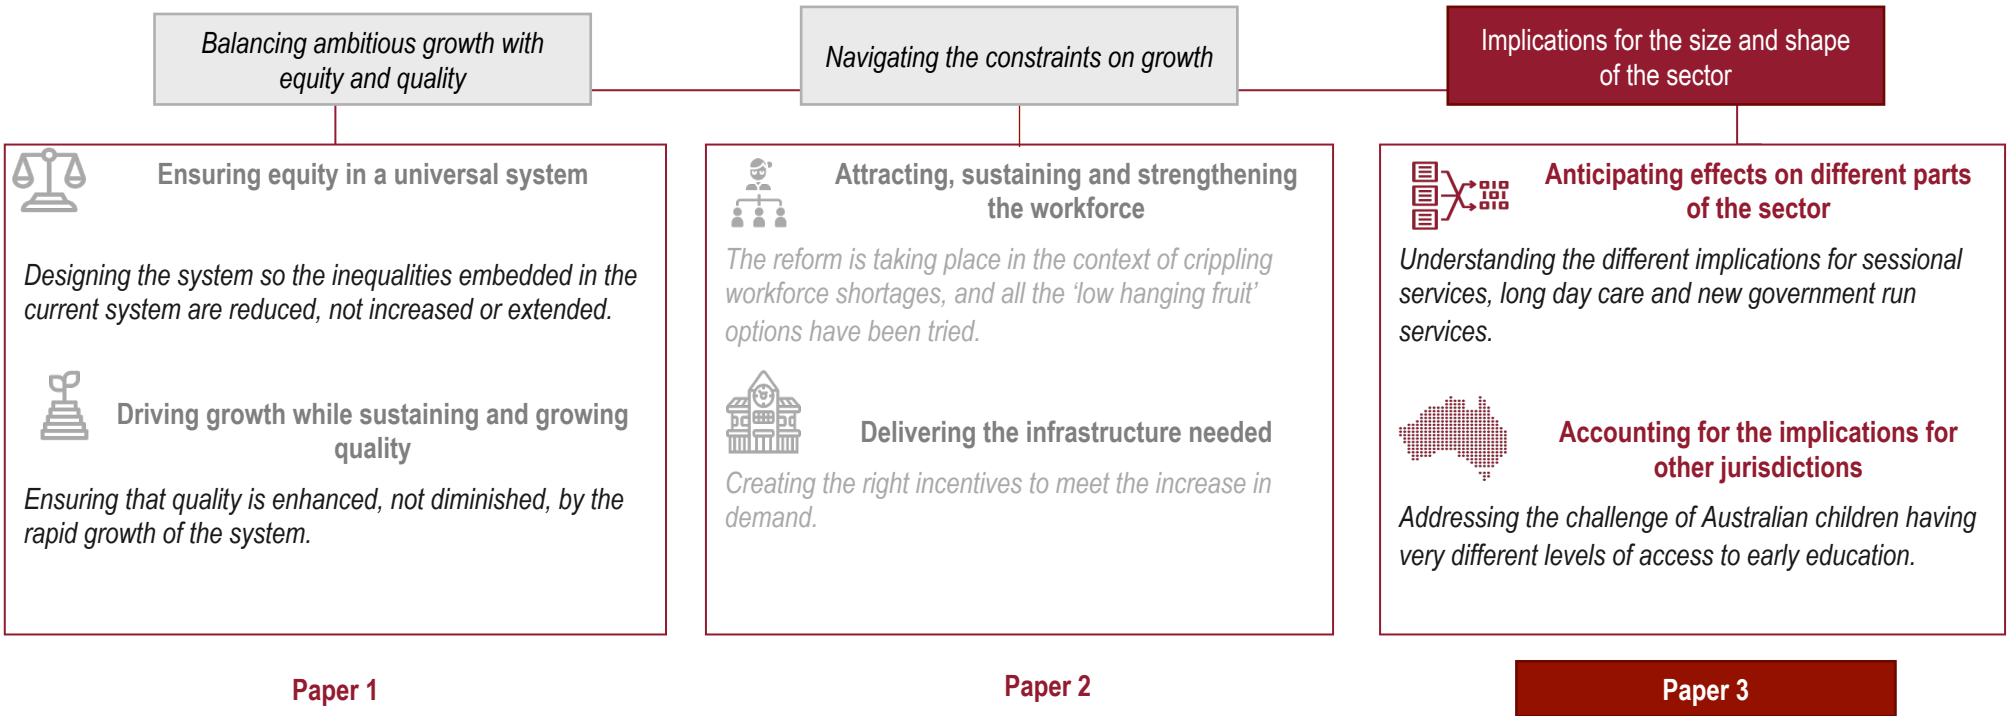 Balancing ambitious growth with
equity and quality
Navigating the constraints on growth
Implications for the size and shape
of the sector
Ensuring equity in a universal system
Designing the system so the inequalities embedded in the
current system are reduced, not increased or extended.
Driving growth while sustaining and growing
quality
Ensuring that quality is enhanced, not diminished, by the
rapid growth of the system.
Attracting, sustaining and strengthening
the workforce
The reform is taking place in the context of crippling
workforce shortages, and all the ‘low hanging fruit’
options have been tried.
Delivering the infrastructure needed
Creating the right incentives to meet the increase in
demand.
Anticipating effects on different parts
of the sector
Understanding the different implications for sessional
services, long day care and new government run
services.
Accounting for the implications for
other jurisdictions
Addressing the challenge of Australian children having
very different levels of access to early education.
Paper 1
Paper 2
Paper 3